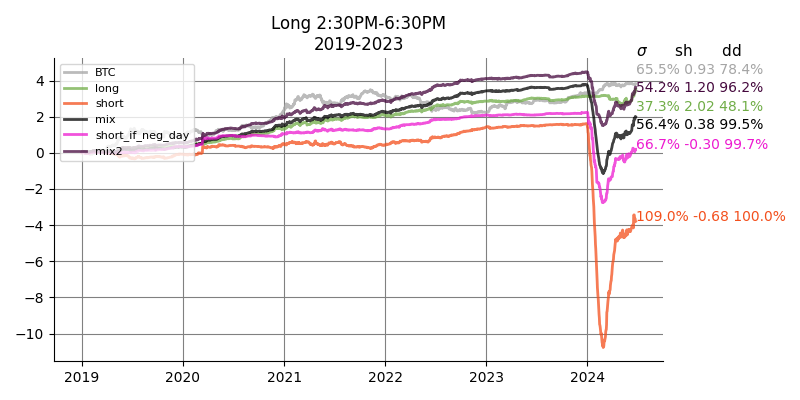 Long 2:30PM-6:30PM
2019-2023
σ sh dd
65.5% 0.93 78.4%
54.2% 1.20 96.2%
37.3% 2.02 48.1%
56.4% 0.38 99.5%
66.7% -0.30 99.7%
109.0% -0.68 100.0%
BTC
long
short
mix
short_if_neg_day
mix2
4
2
0
−2
−4
−6
−8
−10
2019 2020 2021 2022 2023 2024